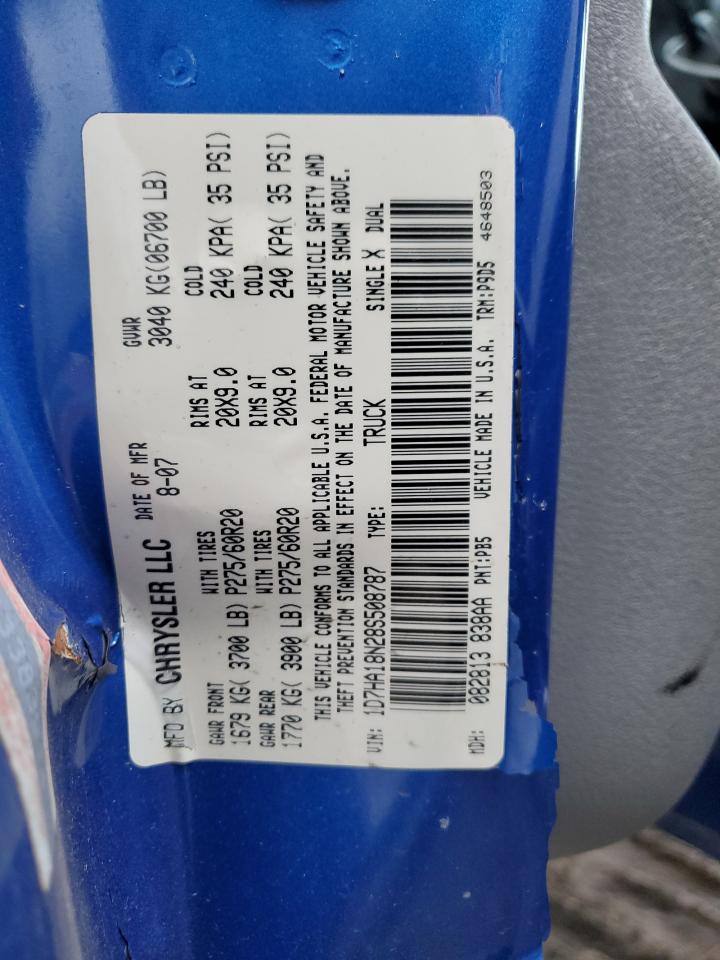 MFD BY CHRYSLER LLC DATE OF MFR GVWR
8-07 3040 KG(06700 LB)
GAWR FRONT WITH TIRES RIMS AT COLD
1679 KG( 3700 LB) P275/60R20 20X9.0 240 KPA( 35 PSI)
GAWR REAR WITH TIRES RIMS AT COLD
1770 KG( 3900 LB) P275/60R20 20X9.0 240 KPA( 35 PSI)
THIS VEHICLE CONFORMS TO ALL APPLICABLE U.S.A. FEDERAL MOTOR VEHICLE SAFETY AND
THEFT PREVENTION STANDARDS IN EFFECT ON THE DATE OF MANUFACTURE SHOWN ABOVE.
VIN: 1D7HA18N28S508787 TYPE: TRUCK SINGLE X DUAL
MDH: 082813 838AA PNT:PB5 VEHICLE MADE IN U.S.A. TRM:P9D5 4648503